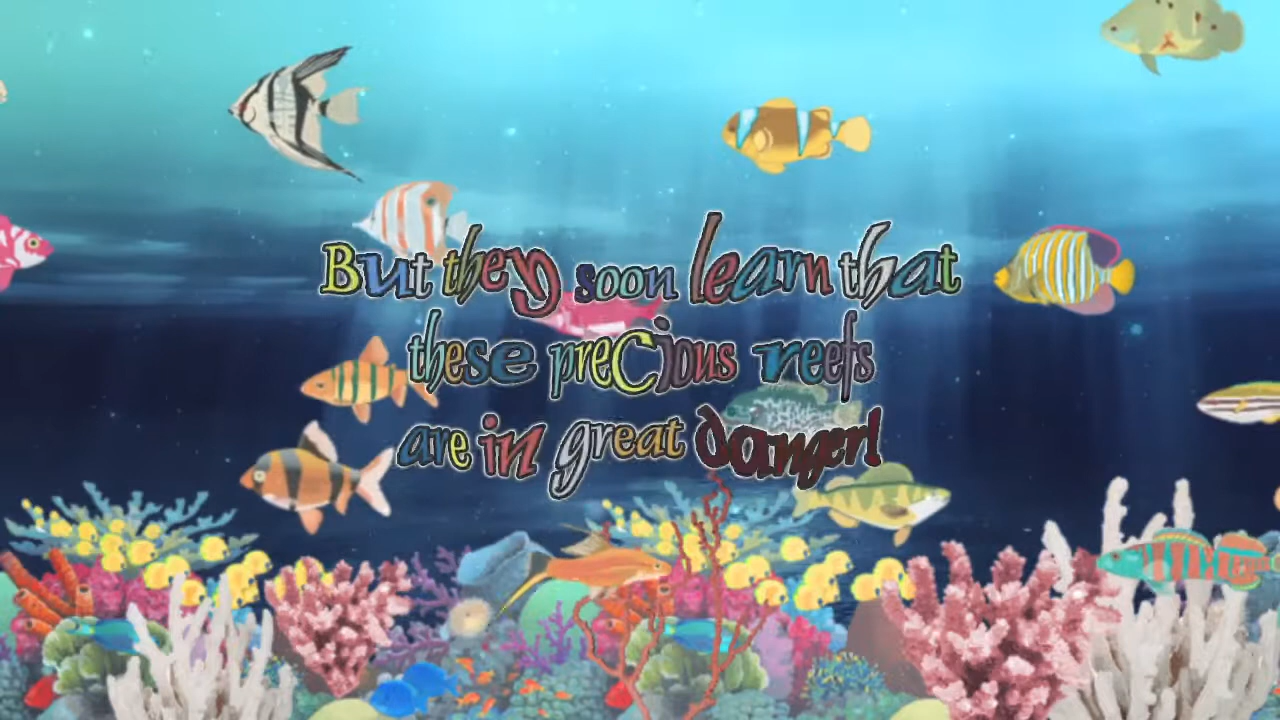 But they soon learn that
these precious reefs
are in great danger!